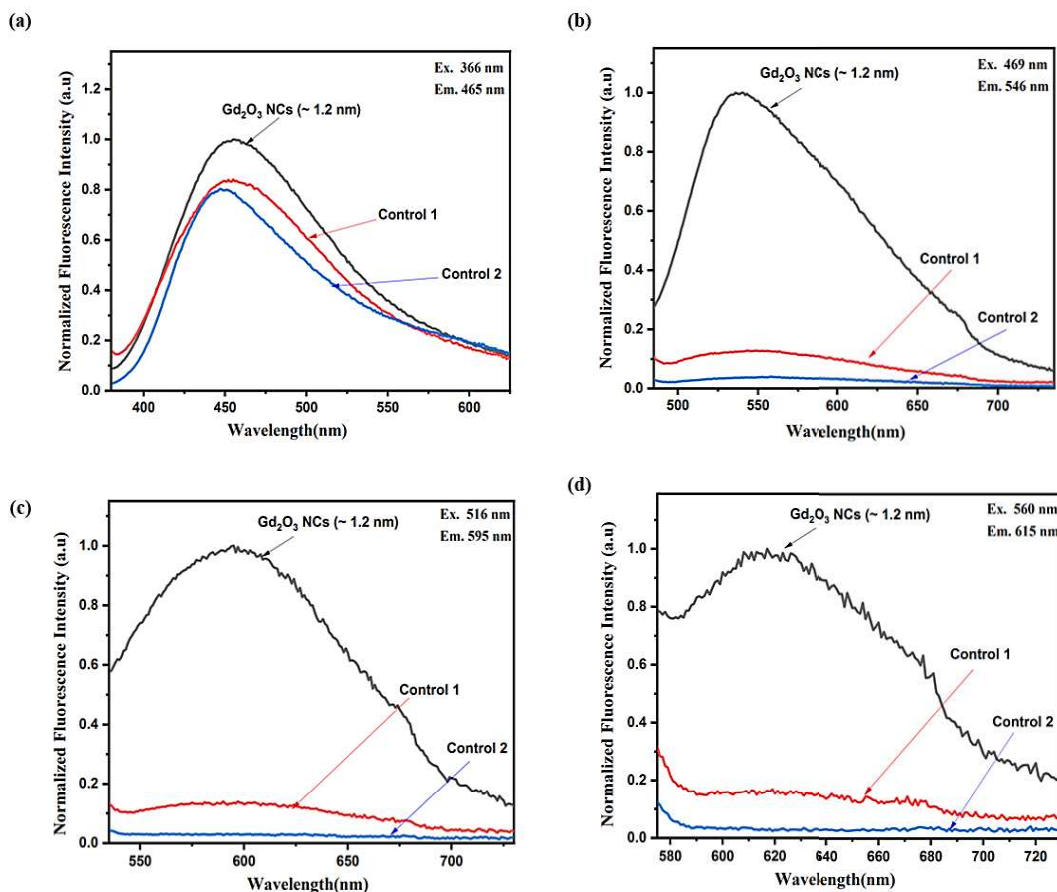 (a)
Ex. 366 nm
Em. 465 nm
Gd₂O₃ NCs (~ 1.2 nm)
Control 1
Control 2
Normalized Fluorescence Intensity (a.u)
1.2
1.0
0.8
0.6
0.4
0.2
0.0
400 450 500 550 600
Wavelength(nm)
(b)
Ex. 469 nm
Em. 546 nm
Gd₂O₃ NCs (~ 1.2 nm)
Control 1
Control 2
Normalized Fluorescence Intensity (a.u)
1.0
0.8
0.6
0.4
0.2
0.0
500 550 600 650 700
Wavelength(nm)
(c)
Ex. 516 nm
Em. 595 nm
Gd₂O₃ NCs (~ 1.2 nm)
Control 1
Control 2
Normalized Fluorescence Intensity (a.u)
1.0
0.8
0.6
0.4
0.2
0.0
550 600 650 700
Wavelength(nm)
(d)
Ex. 560 nm
Em. 615 nm
Gd₂O₃ NCs (~ 1.2 nm)
Control 1
Control 2
Normalized Fluorescence Intensity (a.u)
1.0
0.8
0.6
0.4
0.2
0.0
580 600 620 640 660 680 700 720
Wavelength(nm)